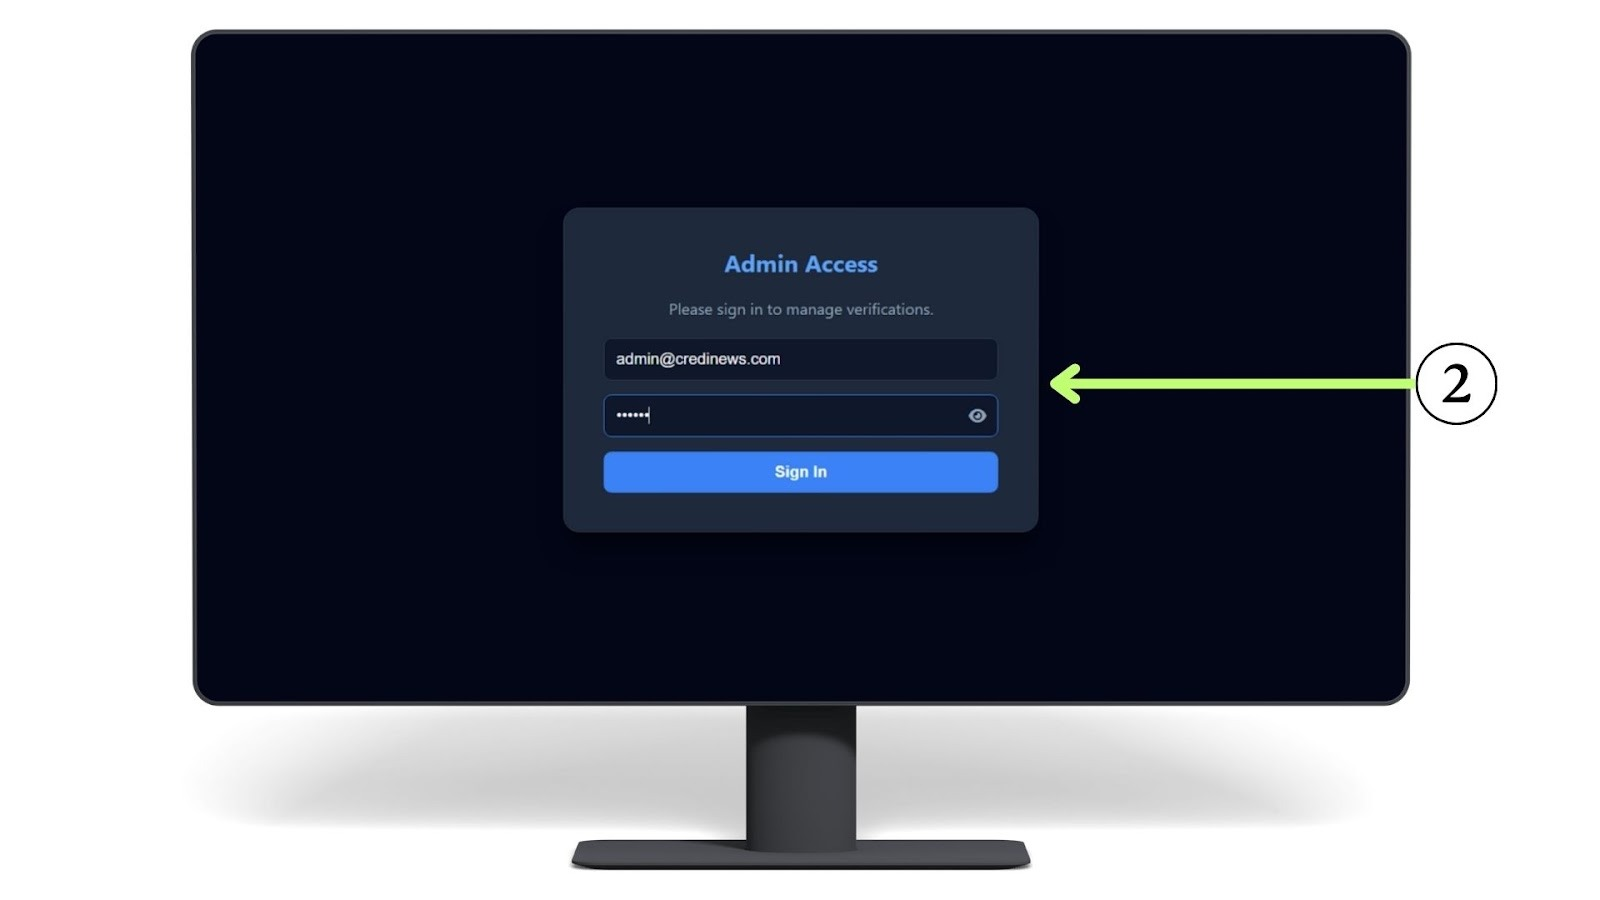 Admin Access
Please sign in to manage verifications.
admin@credinews.com
••••••
Sign In
2